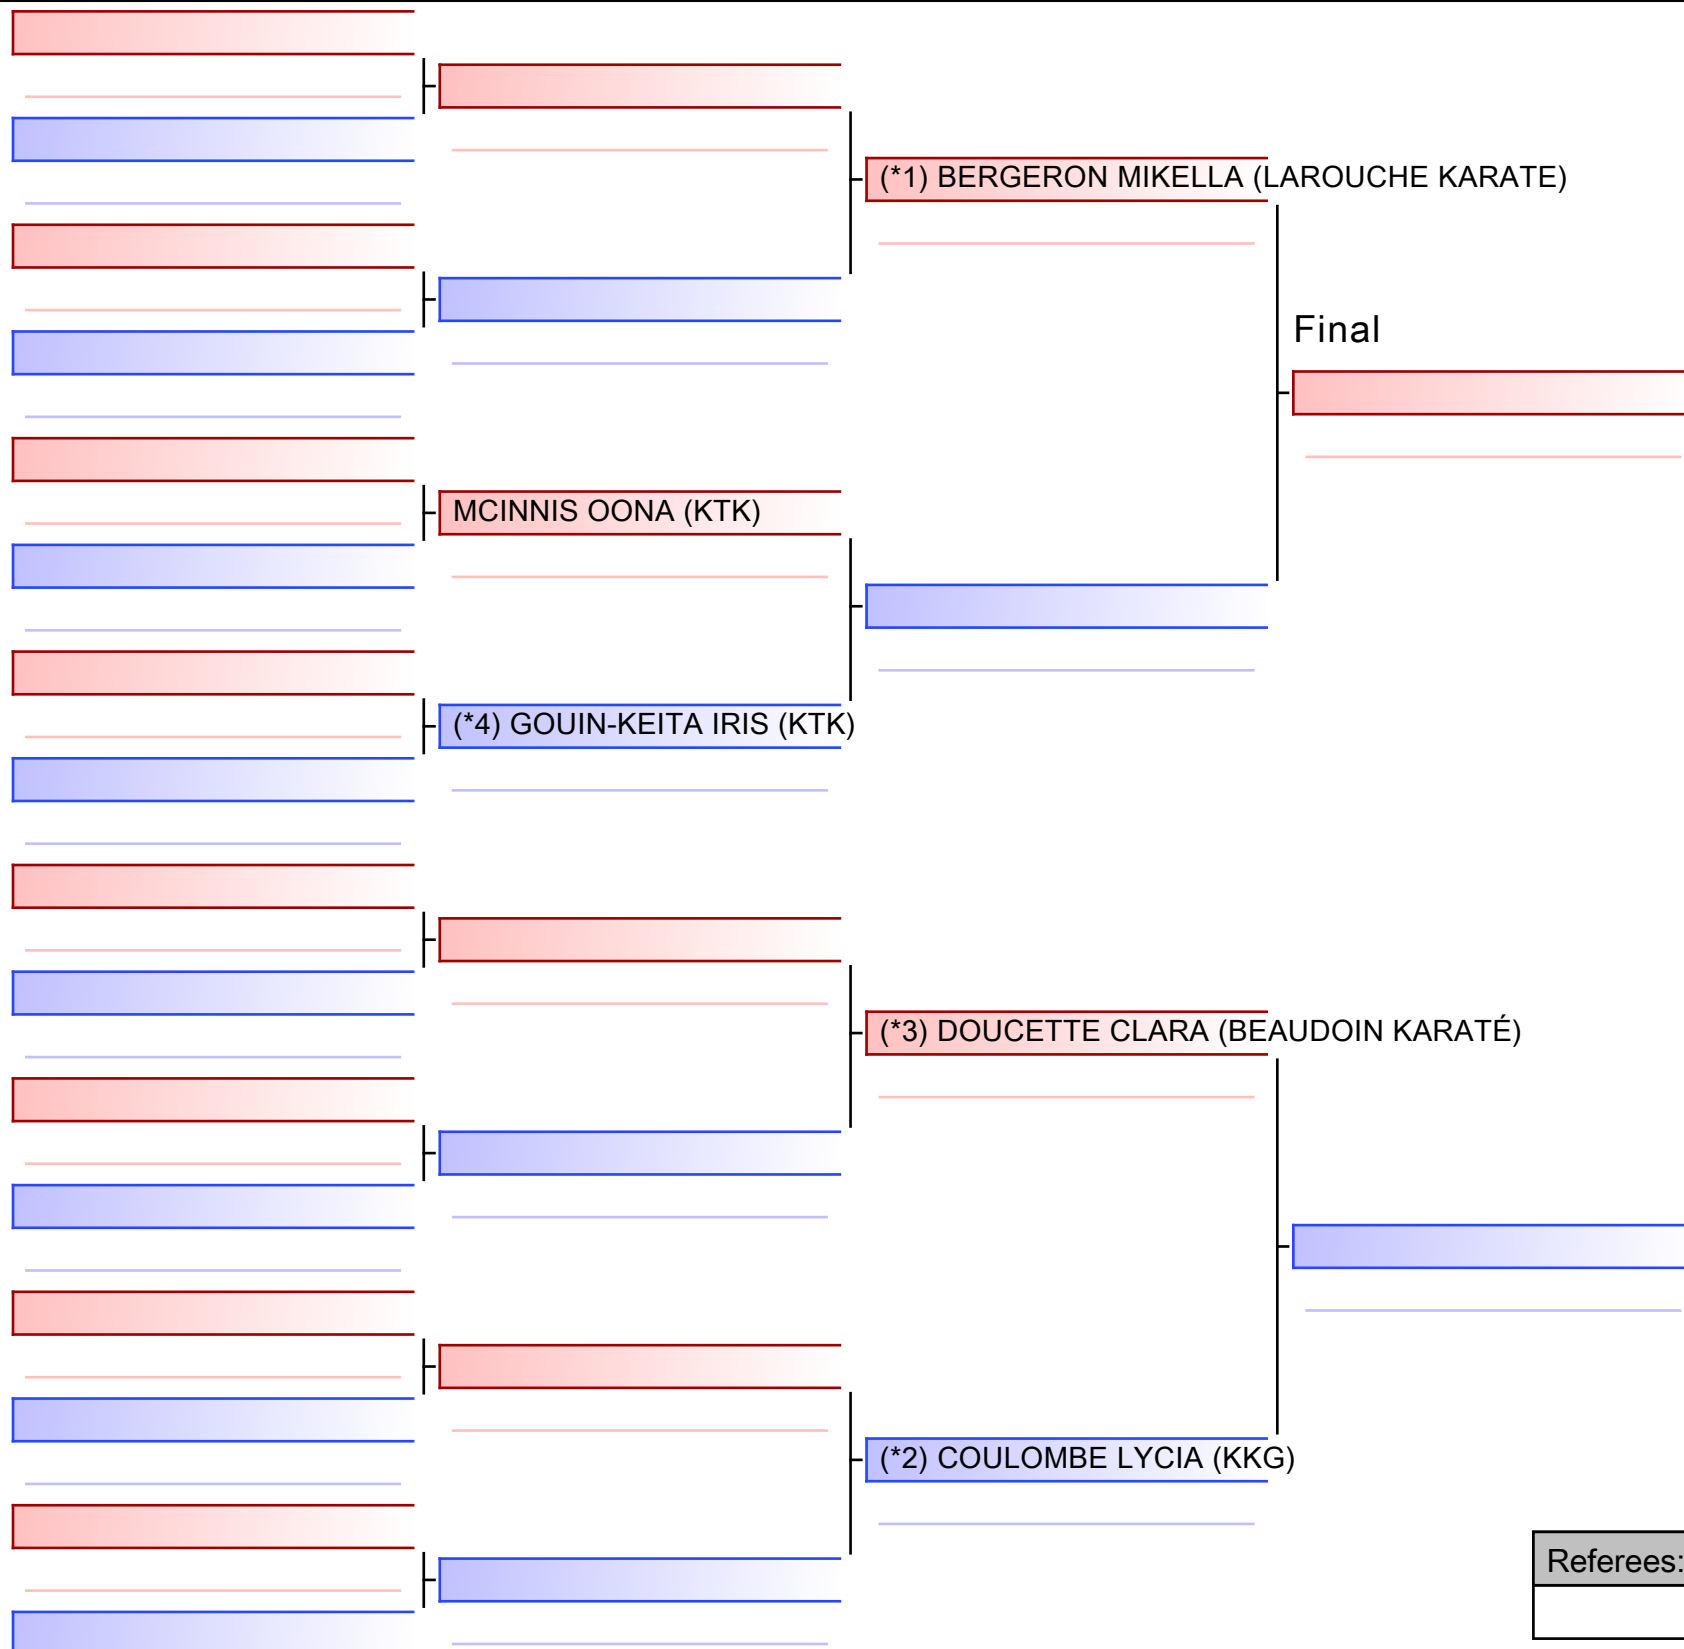 (*1) BERGERON MIKELLA (LAROUCHE KARATE)
Final
MCINNIS OONA (KTK)
(*4) GOUIN-KEITA IRIS (KTK)
(*3) DOUCETTE CLARA (BEAUDOIN KARATÉ)
(*2) COULOMBE LYCIA (KKG)
Referees: